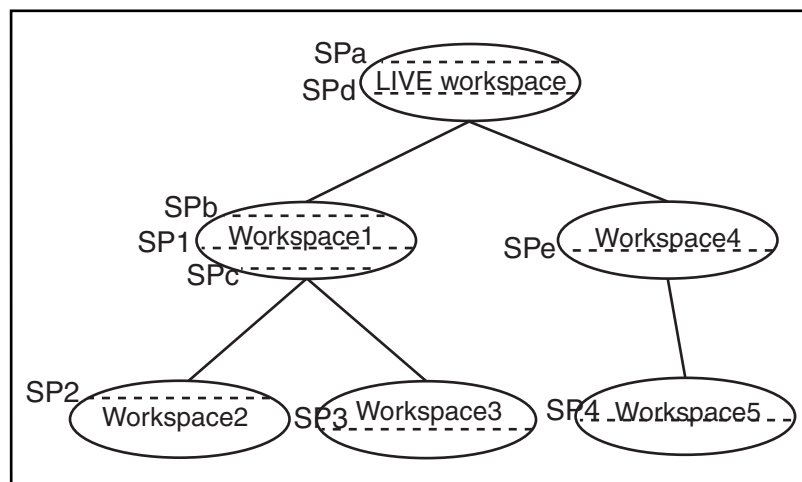 SPa
LIVE workspace
SPd
SPb
Workspace1
SP1
SPc
Workspace4
SPe
SP2
Workspace2
SP3
Workspace3
SP4
Workspace5